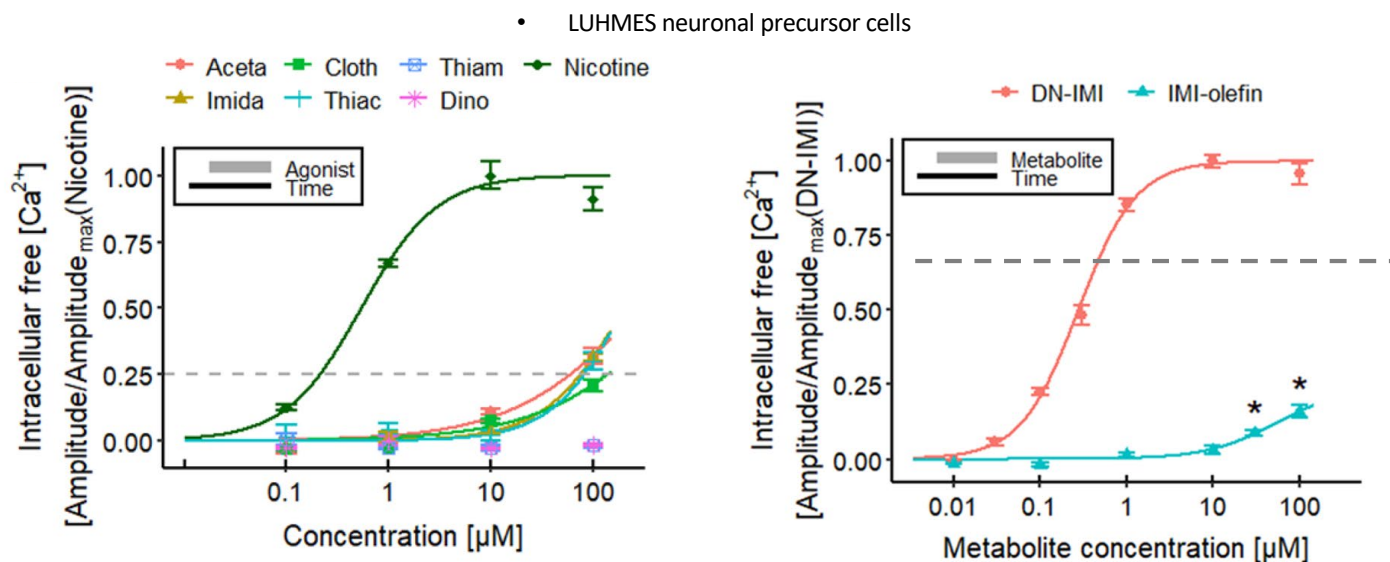 • LUHMES neuronal precursor cells
Aceta Cloth Thiam Nicotine
Imida Thiac Dino
Intracellular free [Ca2+]
[Amplitude/Amplitudemax(Nicotine)]
Agonist
Time
1.00
0.75
0.50
0.25
0.00
0.1 1 10 100
Concentration [µM]
DN-IMI IMI-olefin
Intracellular free [Ca2+]
[Amplitude/Amplitudemax(DN-IMI)]
Metabolite
Time
1.00
0.75
0.50
0.25
0.00
*
*
0.01 0.1 1 10 100
Metabolite concentration [µM]